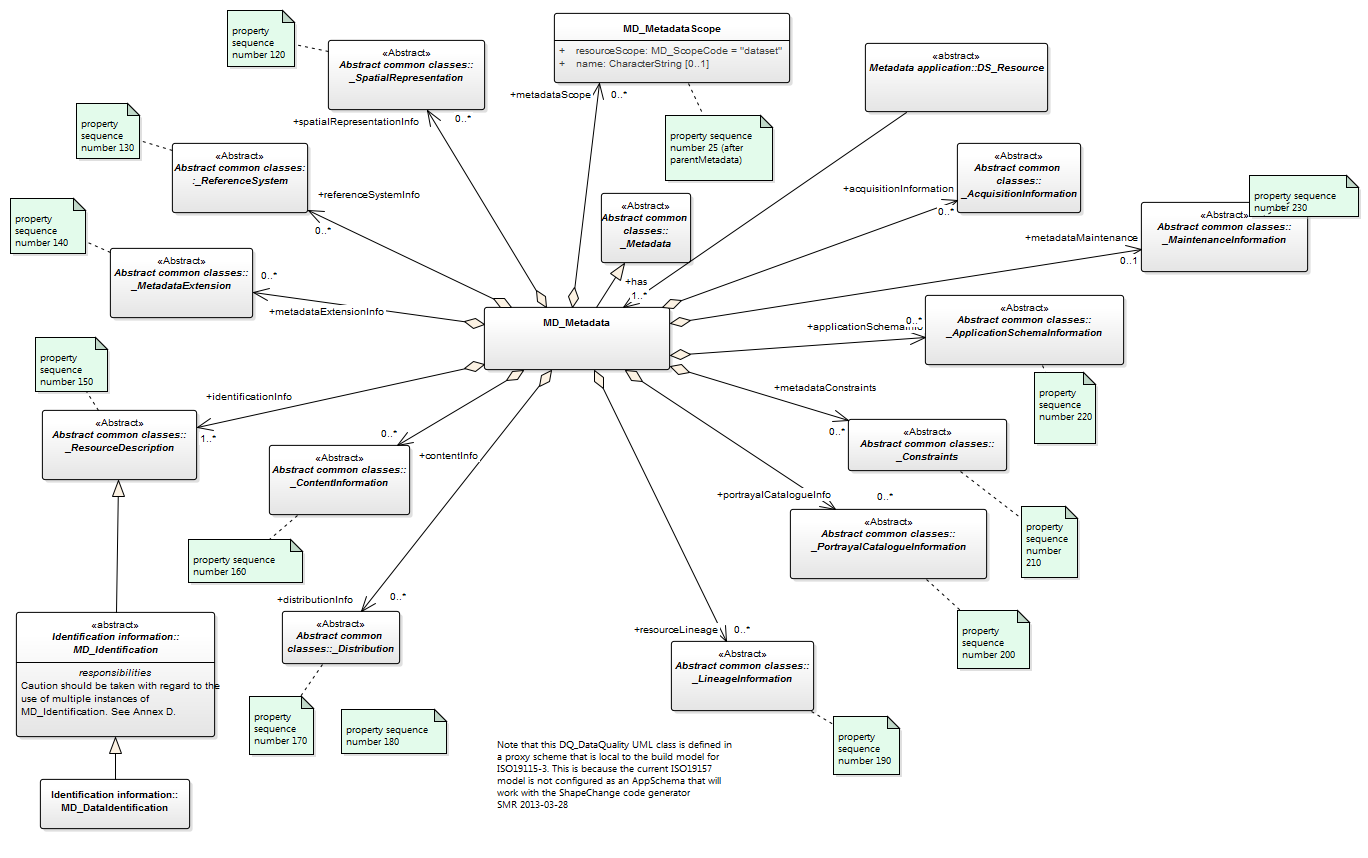 property
sequence
number 120
«Abstract»
Abstract common classes::
_SpatialRepresentation
+spatialRepresentationInfo
0..*
MD_MetadataScope
+ resourceScope: MD_ScopeCode = "dataset"
+ name: CharacterString [0..1]
+metadataScope
0..*
property sequence
number 25 (after
parentMetadata)
«abstract»
Metadata application::DS_Resource
property
sequence
number 130
«Abstract»
Abstract common classes:
:_ReferenceSystem
+referenceSystemInfo
0..*
«Abstract»
Abstract common
classes::
_Metadata
+has
1..*
«Abstract»
Abstract common
classes::
_AcquisitionInformation
+acquisitionInformation
0..*
property sequence
number 230
«Abstract»
Abstract common classes::
_MaintenanceInformation
+metadataMaintenance
0..1
property
sequence
number 140
«Abstract»
Abstract common classes::
_MetadataExtension
0..*
+metadataExtensionInfo
MD_Metadata
+applicationSchemaInfo
0..*
«Abstract»
Abstract common classes::
_ApplicationSchemaInformation
property
sequence
number 220
property
sequence
number 150
«Abstract»
Abstract common classes::
_ResourceDescription
+identificationInfo
1..*
«Abstract»
Abstract common classes::
_ContentInformation
0..*
+contentInfo
property sequence
number 160
+metadataConstraints
0..*
«Abstract»
Abstract common classes::
_Constraints
property
sequence
number
210
+portrayalCatalogueInfo
0..*
«Abstract»
Abstract common classes::
_PortrayalCatalogueInformation
property
sequence
number 200
«abstract»
Identification information::
MD_Identification
responsibilities
Caution should be taken with regard to the
use of multiple instances of
MD_Identification. See Annex D.
Identification information::
MD_DataIdentification
+distributionInfo
0..*
«Abstract»
Abstract common
classes::_Distribution
property
sequence
number 170
property sequence
number 180
+resourceLineage
0..*
«Abstract»
Abstract common classes::
_LineageInformation
property
sequence
number 190
Note that this DQ_DataQuality UML class is defined in
a proxy scheme that is local to the build model for
ISO19115-3. This is because the current ISO19157
model is not configured as an AppSchema that will
work with the ShapeChange code generator
SMR 2013-03-28